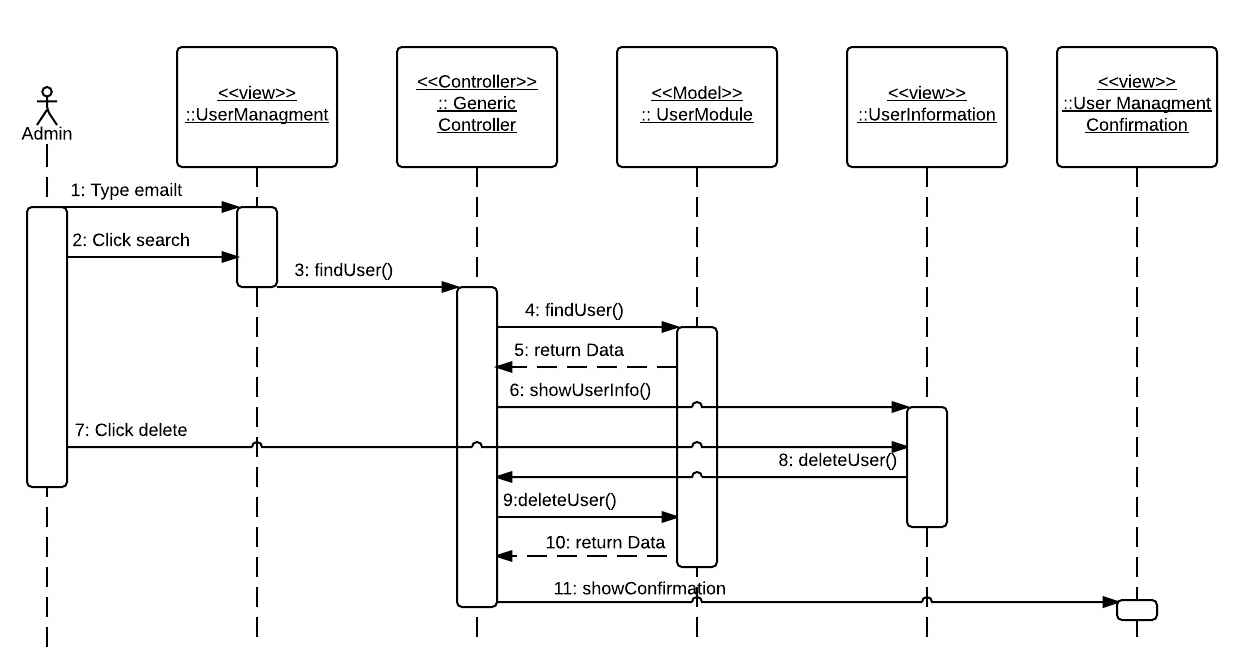 <<view>>
::UserManagment
<<Controller>>
:: Generic
Controller
<<Model>>
:: UserModule
<<view>>
::UserInformation
<<view>>
::User Managment
Confirmation
Admin
1: Type emailt
2: Click search
3: findUser()
4: findUser()
5: return Data
6: showUserInfo()
7: Click delete
8: deleteUser()
9:deleteUser()
10: return Data
11: showConfirmation